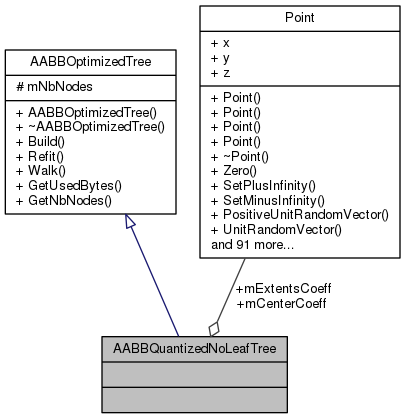 AABBOptimizedTree
# mNbNodes
+ AABBOptimizedTree()
+ ~AABBOptimizedTree()
+ Build()
+ Refit()
+ Walk()
+ GetUsedBytes()
+ GetNbNodes()
Point
+ x
+ y
+ z
+ Point()
+ Point()
+ Point()
+ Point()
+ ~Point()
+ Zero()
+ SetPlusInfinity()
+ SetMinusInfinity()
+ PositiveUnitRandomVector()
+ UnitRandomVector()
and 91 more...
+mExtentsCoeff
+mCenterCoeff
AABBQuantizedNoLeafTree